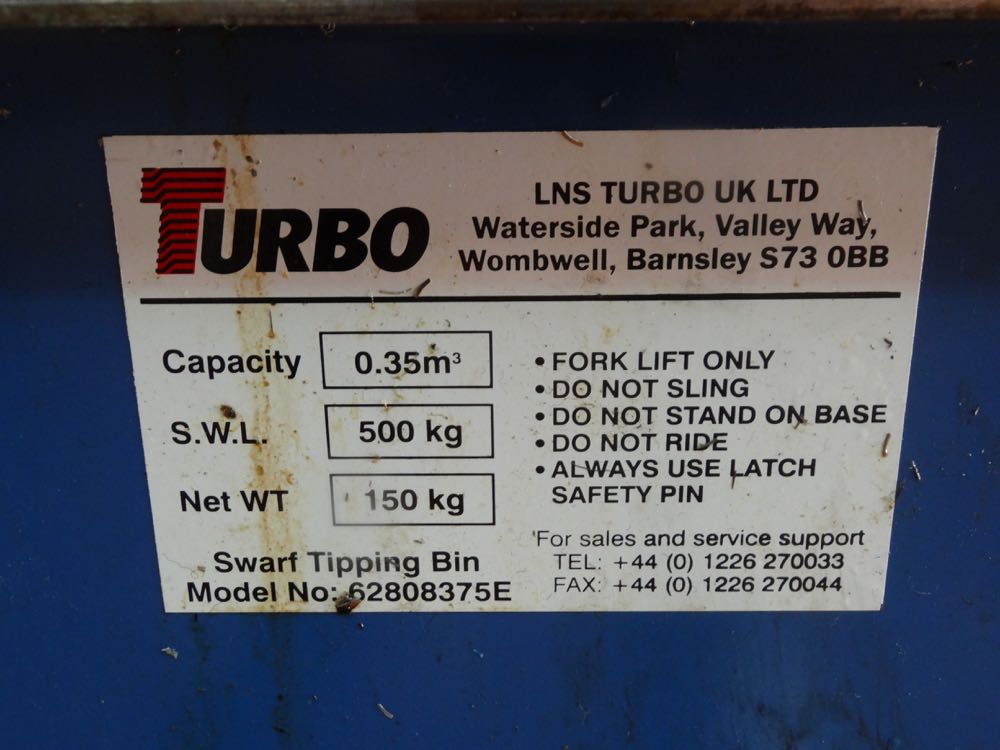 TURBO
LNS TURBO UK LTD
Waterside Park, Valley Way,
Wombwell, Barnsley S73 0BB
Capacity 0.35m³
S.W.L. 500 kg
Net WT 150 kg
Swarf Tipping Bin
Model No: 62808375E
• FORK LIFT ONLY
• DO NOT SLING
• DO NOT STAND ON BASE
• DO NOT RIDE
• ALWAYS USE LATCH
SAFETY PIN
For sales and service support
TEL: +44 (0) 1226 270033
FAX: +44 (0) 1226 270044